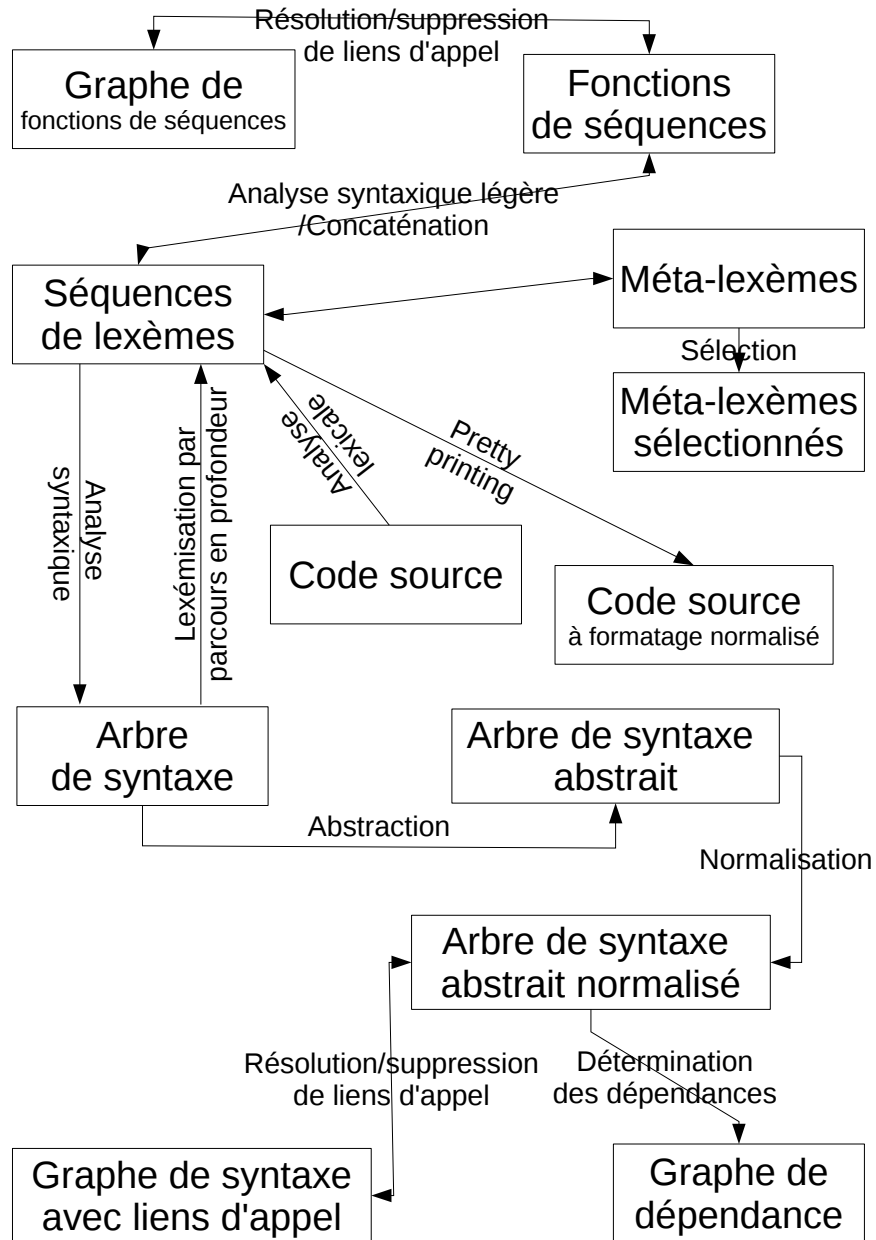 Résolution/suppression
de liens d'appel
Graphe de
fonctions de séquences
Fonctions
de séquences
Analyse syntaxique légère
/Concaténation
Séquences
de lexèmes
Méta-lexèmes
Sélection
Méta-lexèmes
sélectionnés
Analyse
lexicale
Pretty
printing
Analyse
syntaxique
Lexémisation par
parcours en profondeur
Code source
Code source
à formatage normalisé
Arbre
de syntaxe
Arbre de syntaxe
abstrait
Abstraction
Normalisation
Arbre de syntaxe
abstrait normalisé
Résolution/suppression
de liens d'appel
Détermination
des dépendances
Graphe de syntaxe
avec liens d'appel
Graphe de
dépendance